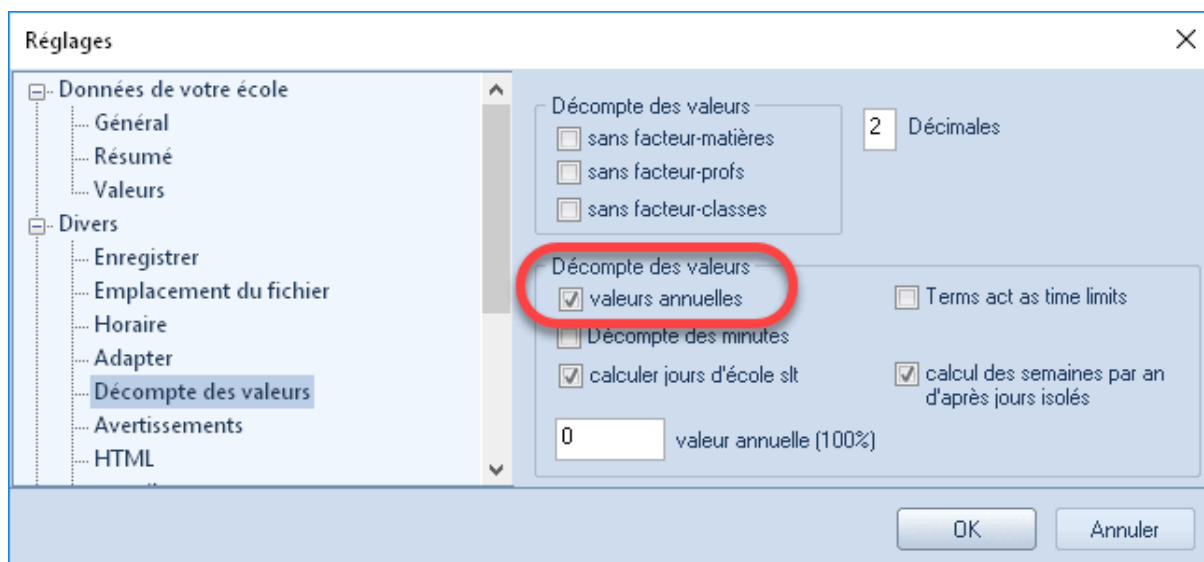 Réglages
Données de votre école
Général
Résumé
Valeurs
Divers
Enregistrer
Emplacement du fichier
Horaire
Adapter
Décompte des valeurs
Avertissements
HTML
Décompte des valeurs
sans facteur-matières
sans facteur-profs
sans facteur-classes
2 Décimales
Décompte des valeurs
valeurs annuelles
Terms act as time limits
Décompte des minutes
calculer jours d'école slt
calcul des semaines par an
d'après jours isolés
0 valeur annuelle (100%)
OK
Annuler